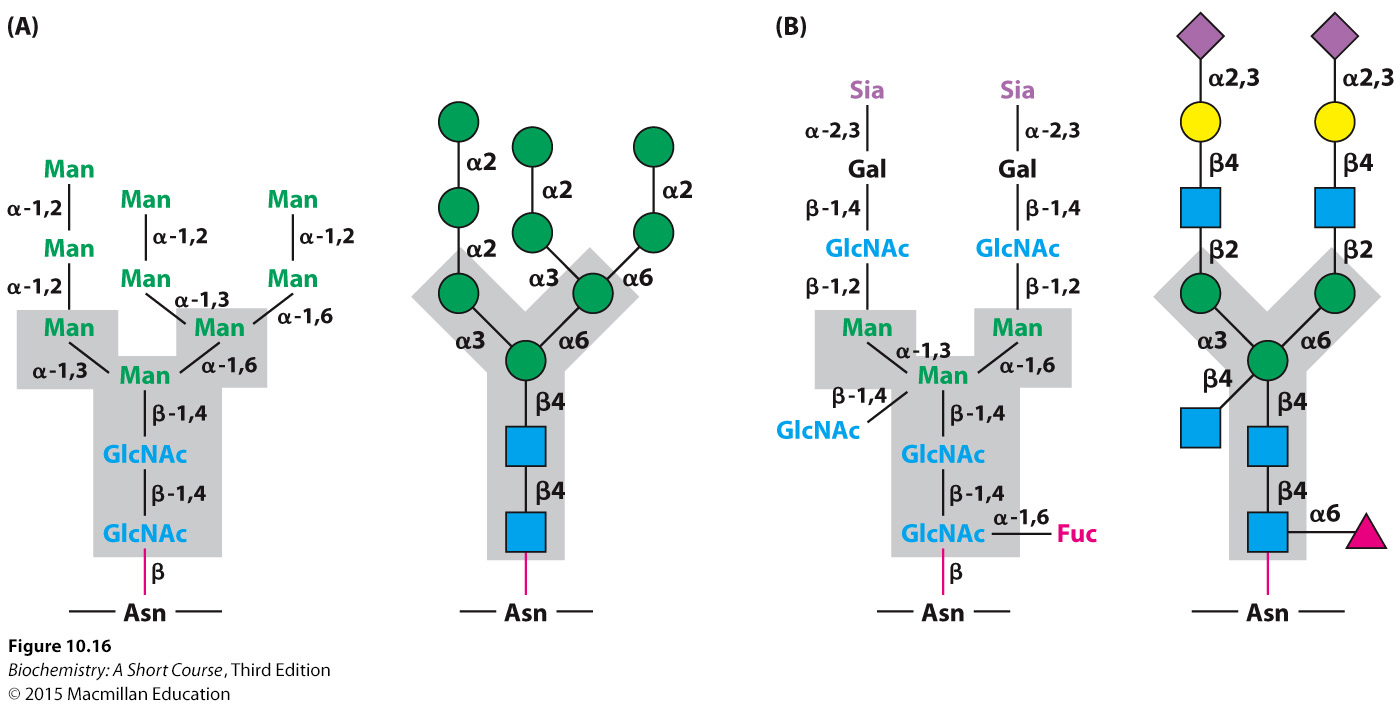 (A)
Man
α-1,2
Man
α-1,2
Man
α-1,3
Man
α-1,2
Man
α-1,3
Man
α-1,2
Man
α-1,6
Man
α-1,6
Man
β-1,4
GlcNAc
β-1,4
GlcNAc
β
Asn
α2
α2
α2
α3
α2
α6
α3
α6
β4
β4
Asn
(B)
Sia
α-2,3
Gal
β-1,4
GlcNAc
β-1,2
Man
α-1,3
Sia
α-2,3
Gal
β-1,4
GlcNAc
β-1,2
Man
α-1,6
Man
β-1,4
GlcNAc
β-1,4
GlcNAc
β-1,4
GlcNAc
α-1,6
Fuc
β
Asn
α2,3
α2,3
β4
β4
β2
β2
α3
α6
β4
β4
β4
α6
Asn
Figure 10.16
Biochemistry: A Short Course, Third Edition
© 2015 Macmillan Education